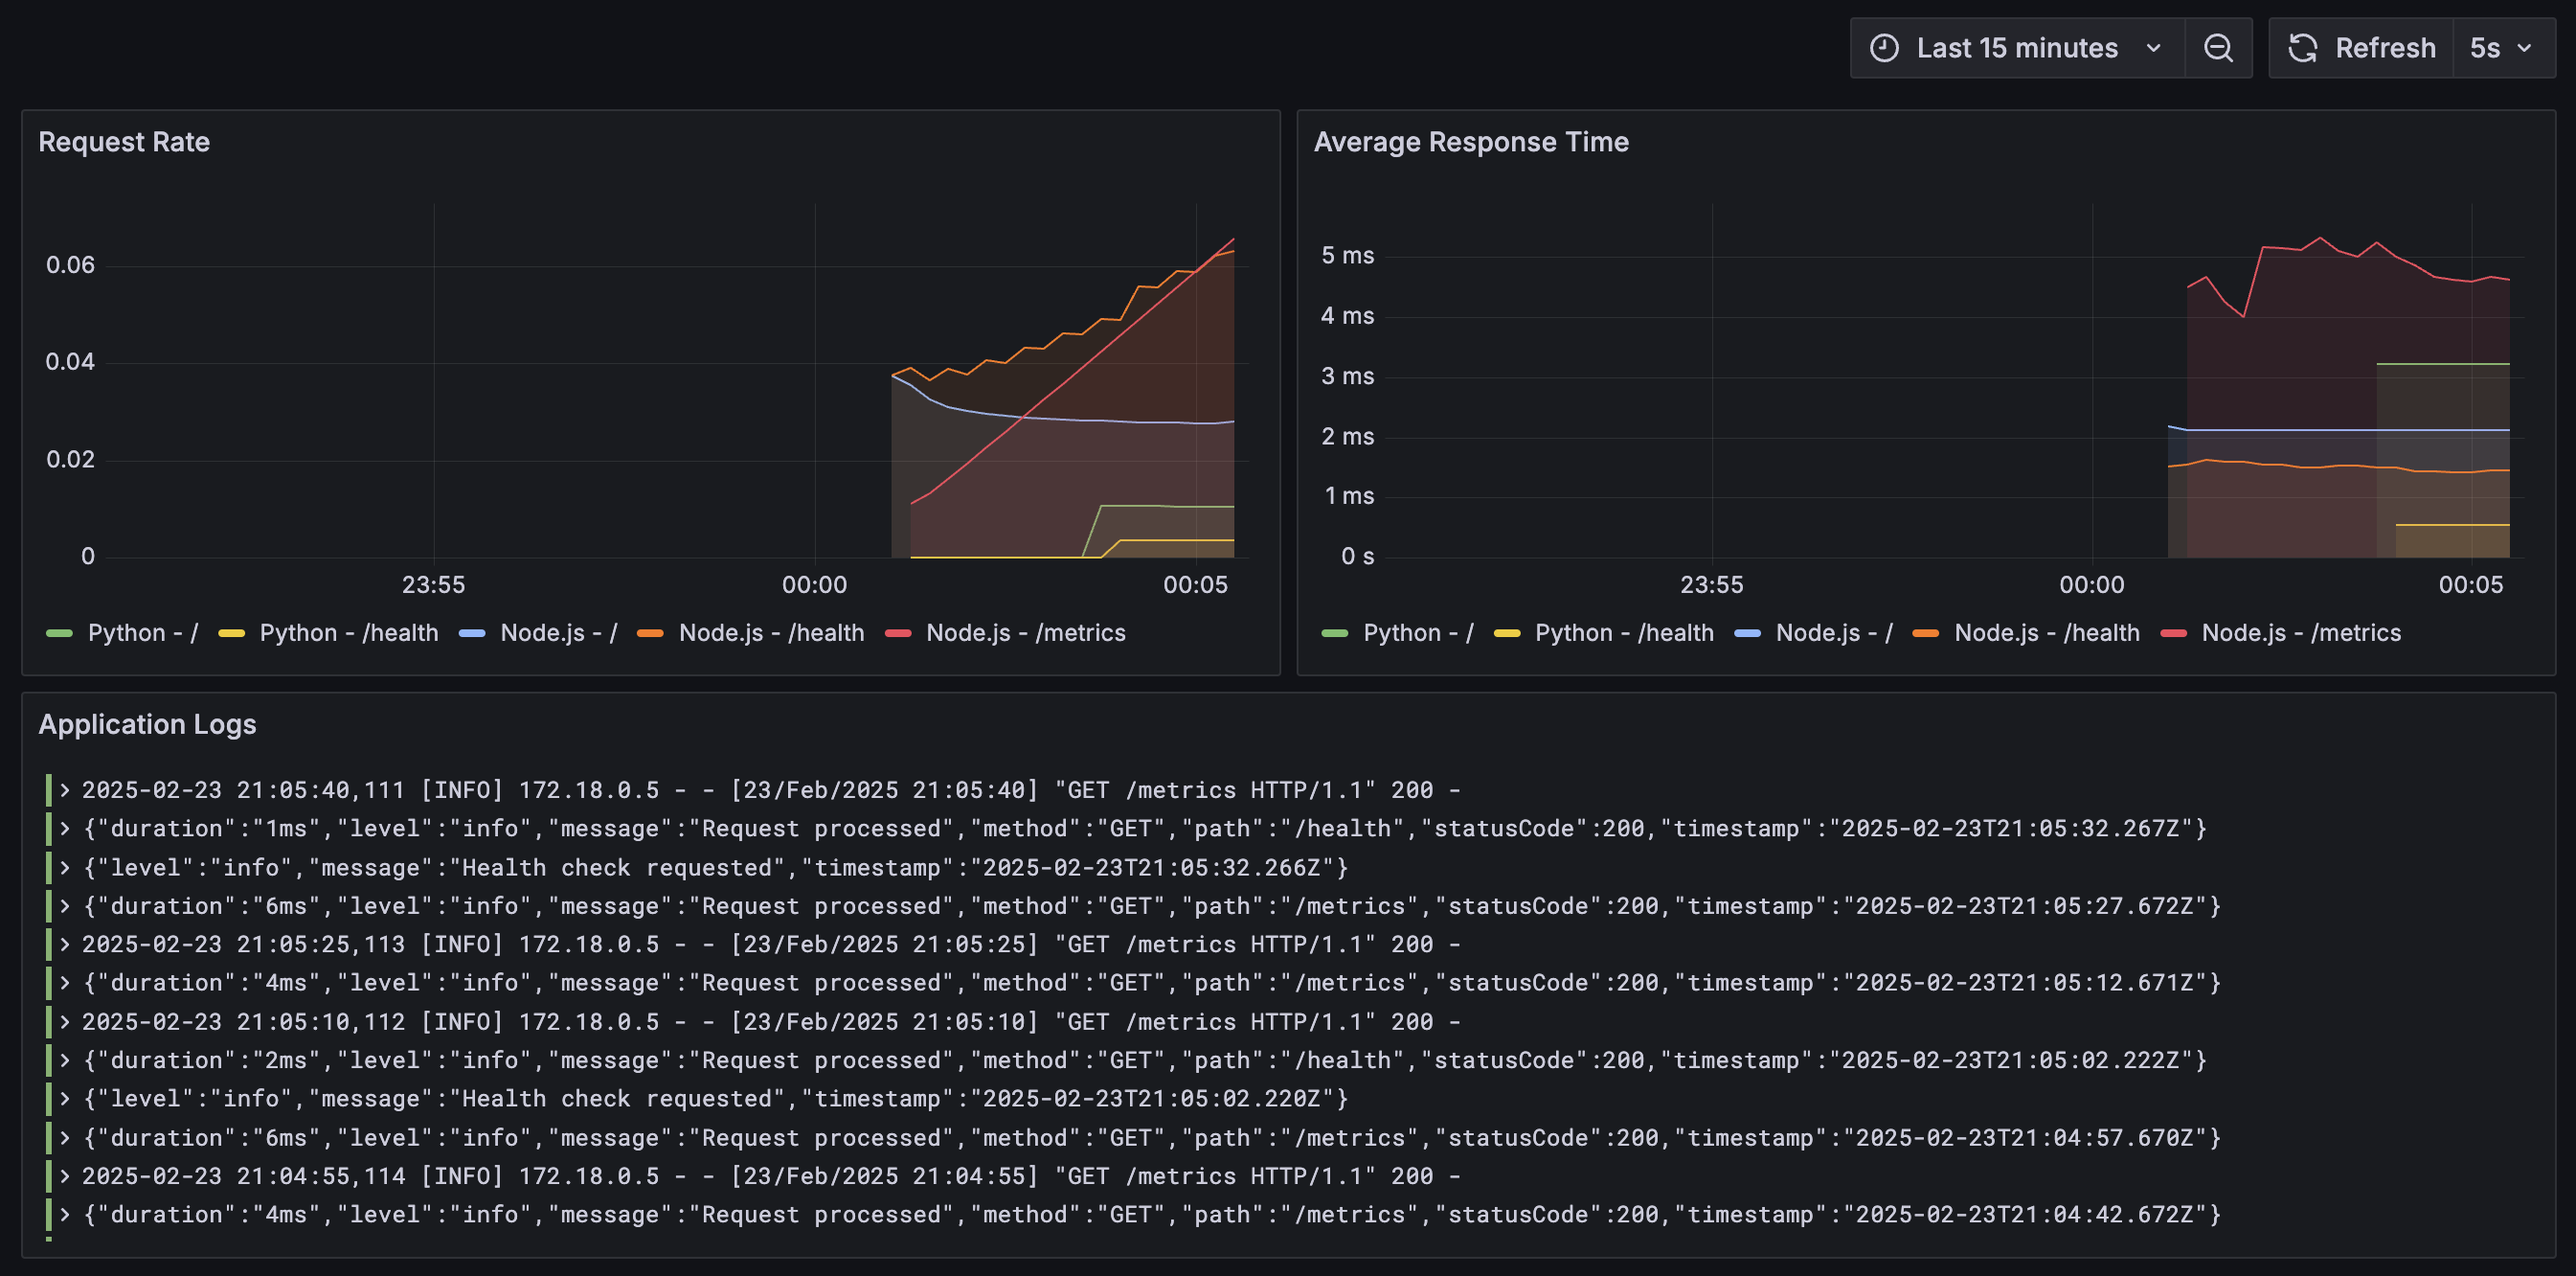 Last 15 minutes Refresh 5s
Request Rate
0.06
0.04
0.02
0
23:55 00:00 00:05
Python - / Python - /health Node.js - / Node.js - /health Node.js - /metrics
Average Response Time
5 ms
4 ms
3 ms
2 ms
1 ms
0 s
23:55 00:00 00:05
Python - / Python - /health Node.js - / Node.js - /health Node.js - /metrics
Application Logs
2025-02-23 21:05:40,111 [INFO] 172.18.0.5 - - [23/Feb/2025 21:05:40] "GET /metrics HTTP/1.1" 200 -
{"duration":"1ms","level":"info","message":"Request processed","method":"GET","path":"/health","statusCode":200,"timestamp":"2025-02-23T21:05:32.267Z"}
{"level":"info","message":"Health check requested","timestamp":"2025-02-23T21:05:32.266Z"}
{"duration":"6ms","level":"info","message":"Request processed","method":"GET","path":"/metrics","statusCode":200,"timestamp":"2025-02-23T21:05:27.672Z"}
2025-02-23 21:05:25,113 [INFO] 172.18.0.5 - - [23/Feb/2025 21:05:25] "GET /metrics HTTP/1.1" 200 -
{"duration":"4ms","level":"info","message":"Request processed","method":"GET","path":"/metrics","statusCode":200,"timestamp":"2025-02-23T21:05:12.671Z"}
2025-02-23 21:05:10,112 [INFO] 172.18.0.5 - - [23/Feb/2025 21:05:10] "GET /metrics HTTP/1.1" 200 -
{"duration":"2ms","level":"info","message":"Request processed","method":"GET","path":"/health","statusCode":200,"timestamp":"2025-02-23T21:05:02.222Z"}
{"level":"info","message":"Health check requested","timestamp":"2025-02-23T21:05:02.220Z"}
{"duration":"6ms","level":"info","message":"Request processed","method":"GET","path":"/metrics","statusCode":200,"timestamp":"2025-02-23T21:04:57.670Z"}
2025-02-23 21:04:55,114 [INFO] 172.18.0.5 - - [23/Feb/2025 21:04:55] "GET /metrics HTTP/1.1" 200 -
{"duration":"4ms","level":"info","message":"Request processed","method":"GET","path":"/metrics","statusCode":200,"timestamp":"2025-02-23T21:04:42.672Z"}